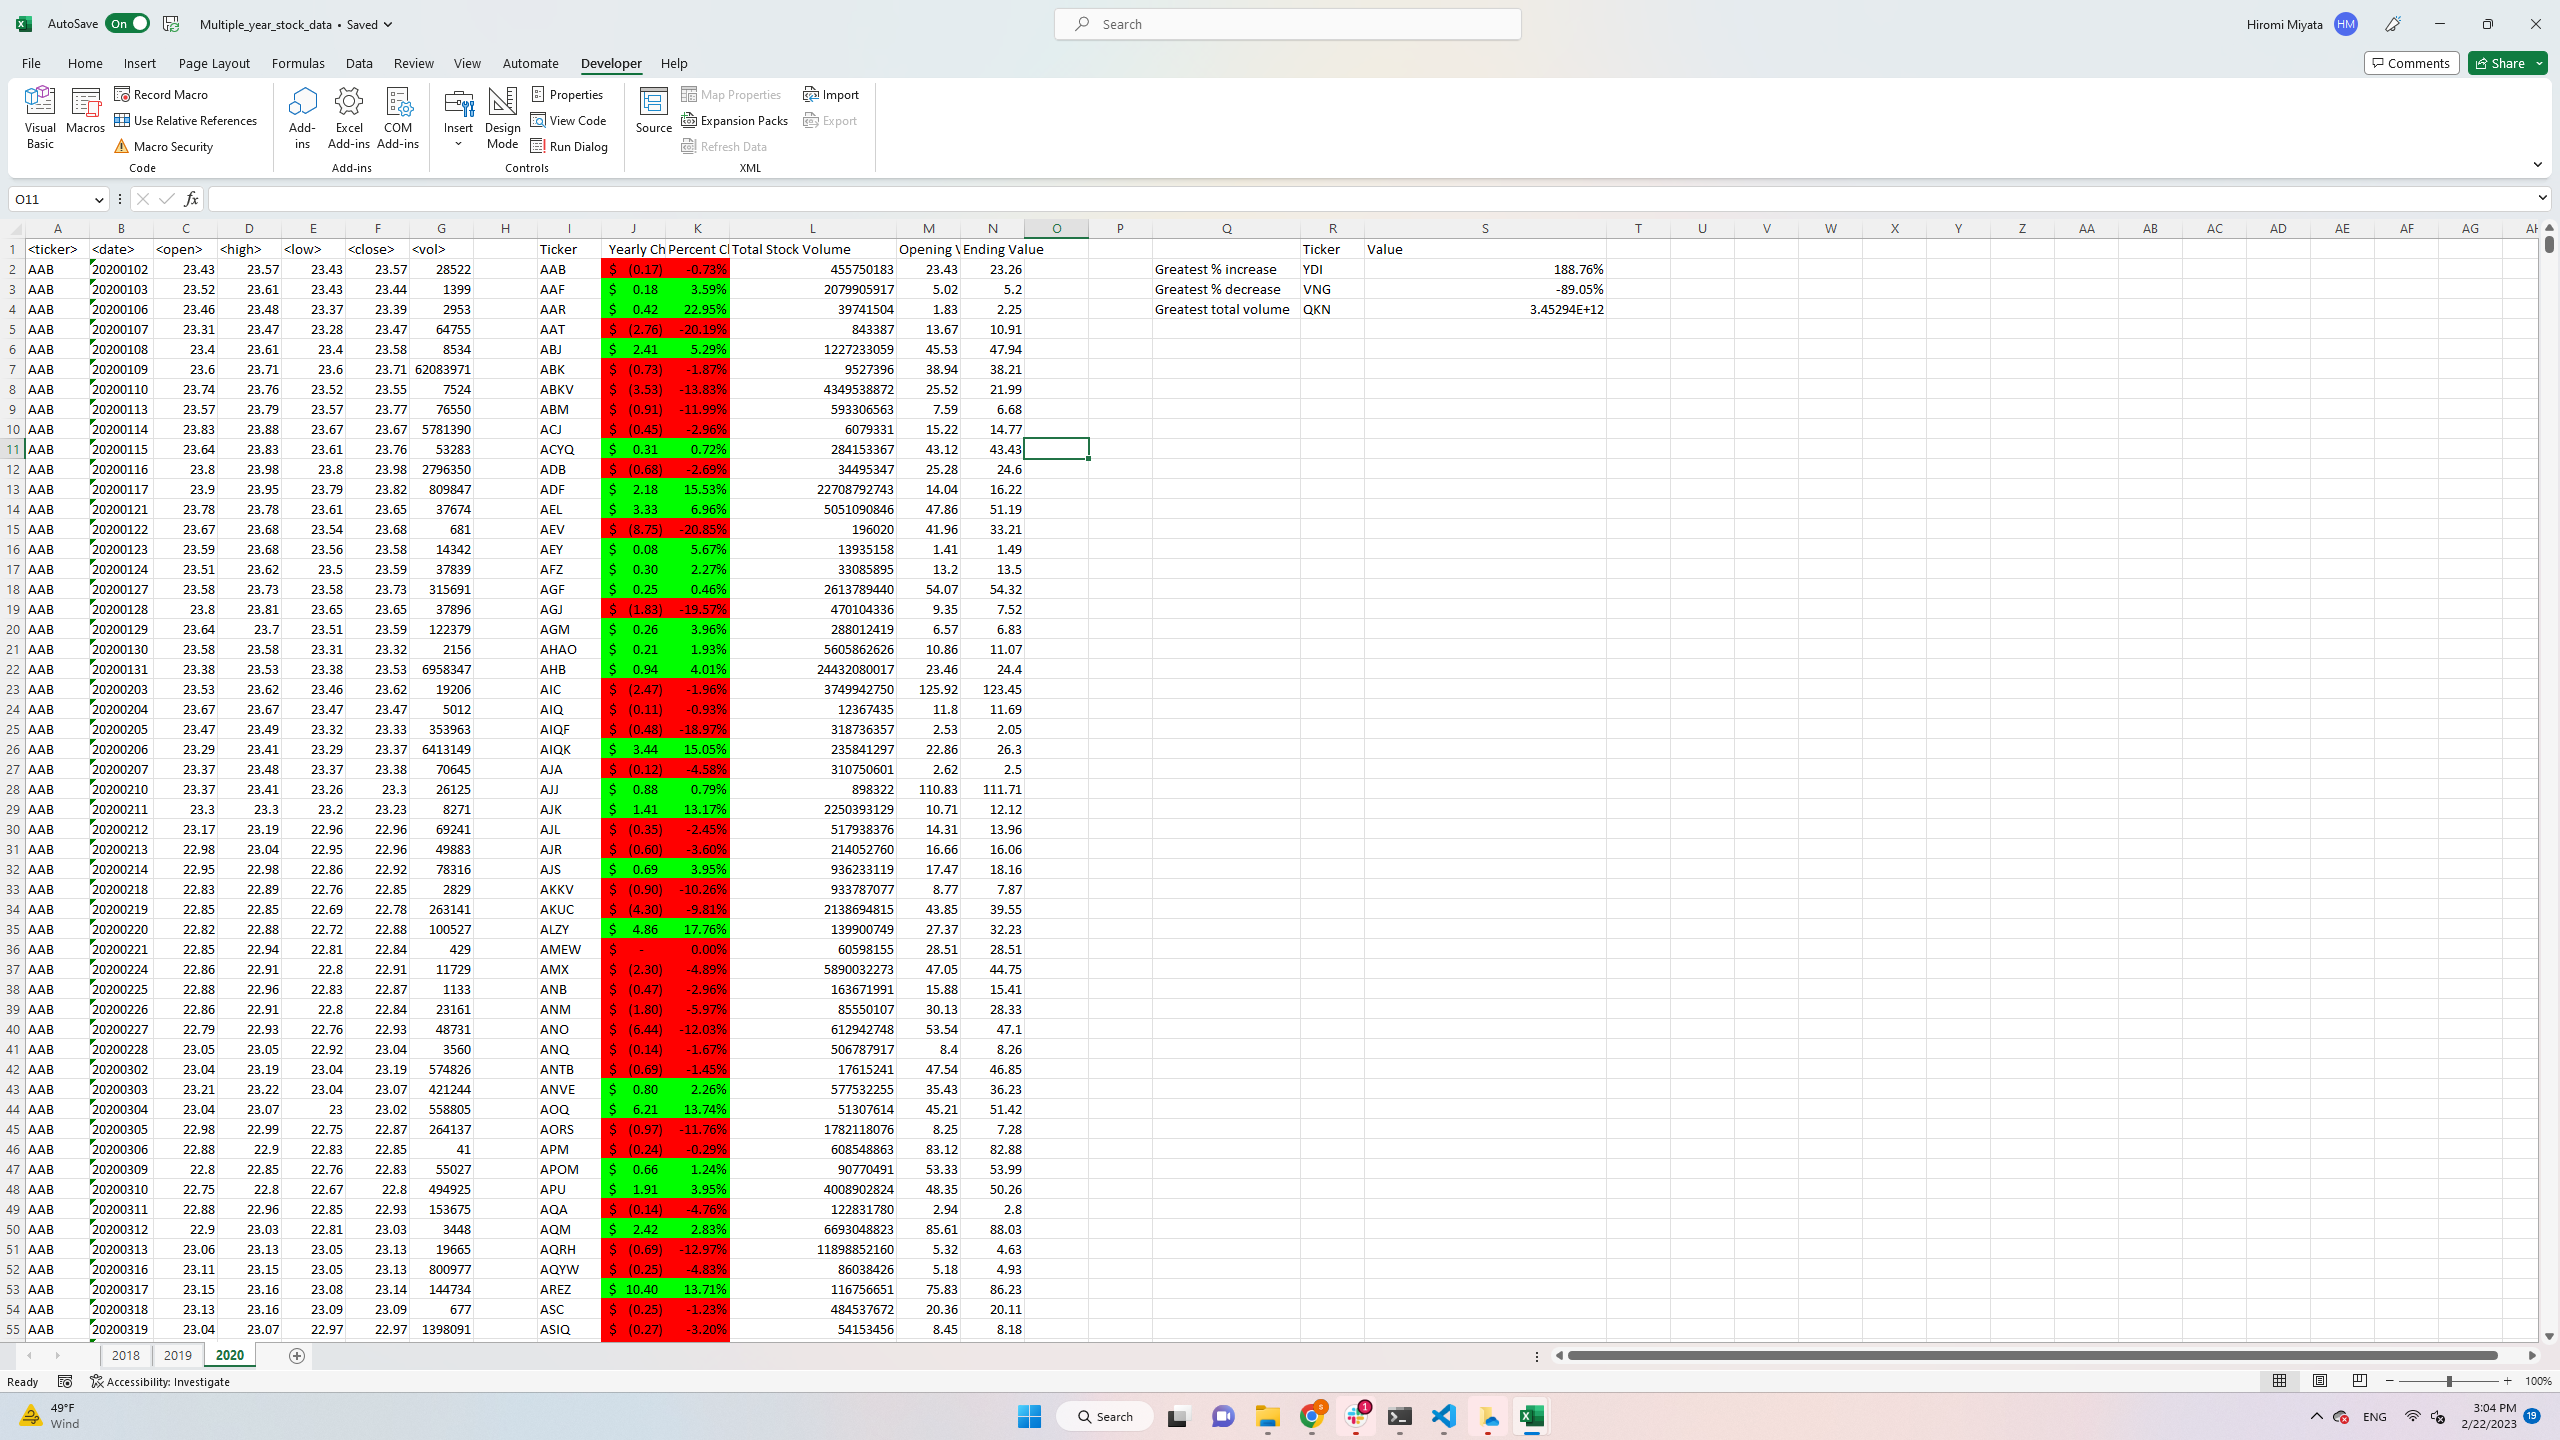 AutoSave On Multiple_year_stock_data • Saved Search Hiromi Miyata HM
File Home Insert Page Layout Formulas Data Review View Automate Developer Help Comments Share
Visual Basic Macros Record Macro Use Relative References Macro Security Code
Add-ins Excel Add-ins COM Add-ins Add-ins
Insert Design Mode Properties View Code Run Dialog Controls
Source Map Properties Expansion Packs Refresh Data Import Export XML
O11 fx
A B C D E F G H I J K L M N O P Q R S T U V W X Y Z AA AB AC AD AE AF AG
1 <ticker> <date> <open> <high> <low> <close> <vol> Ticker Yearly Ch Percent Cl Total Stock Volume Opening V Ending Value Ticker Value
2 AAB 20200102 23.43 23.57 23.43 23.57 28522 AAB $ (0.17) -0.73% 455750183 23.43 23.26 Greatest % increase YDI 188.76%
3 AAB 20200103 23.52 23.61 23.43 23.44 1399 AAF $ 0.18 3.59% 2079905917 5.02 5.2 Greatest % decrease VNG -89.05%
4 AAB 20200106 23.46 23.48 23.37 23.39 2953 AAR $ 0.42 22.95% 39741504 1.83 2.25 Greatest total volume QKN 3.45294E+12
5 AAB 20200107 23.31 23.47 23.28 23.47 64755 AAT $ (2.76) -20.19% 843387 13.67 10.91
6 AAB 20200108 23.4 23.61 23.4 23.58 8534 ABJ $ 2.41 5.29% 1227233059 45.53 47.94
7 AAB 20200109 23.6 23.71 23.6 23.71 62083971 ABK $ (0.73) -1.87% 9527396 38.94 38.21
8 AAB 20200110 23.74 23.76 23.52 23.55 7524 ABKV $ (3.53) -13.83% 4349538872 25.52 21.99
9 AAB 20200113 23.57 23.79 23.57 23.77 76550 ABM $ (0.91) -11.99% 593306563 7.59 6.68
10 AAB 20200114 23.83 23.88 23.67 23.67 5781390 ACJ $ (0.45) -2.96% 6079331 15.22 14.77
11 AAB 20200115 23.64 23.83 23.61 23.76 53283 ACYQ $ 0.31 0.72% 284153367 43.12 43.43
12 AAB 20200116 23.8 23.98 23.8 23.98 2796350 ADB $ (0.68) -2.69% 34495347 25.28 24.6
13 AAB 20200117 23.9 23.95 23.79 23.82 809847 ADF $ 2.18 15.53% 22708792743 14.04 16.22
14 AAB 20200121 23.78 23.78 23.61 23.65 37674 AEL $ 3.33 6.96% 5051090846 47.86 51.19
15 AAB 20200122 23.67 23.68 23.54 23.68 681 AEV $ (8.75) -20.85% 196020 41.96 33.21
16 AAB 20200123 23.59 23.68 23.56 23.58 14342 AEY $ 0.08 5.67% 13935158 1.41 1.49
17 AAB 20200124 23.51 23.62 23.5 23.59 37839 AFZ $ 0.30 2.27% 33085895 13.2 13.5
18 AAB 20200127 23.58 23.73 23.58 23.73 315691 AGF $ 0.25 0.46% 2613789440 54.07 54.32
19 AAB 20200128 23.8 23.81 23.65 23.65 37896 AGJ $ (1.83) -19.57% 470104336 9.35 7.52
20 AAB 20200129 23.64 23.7 23.51 23.59 122379 AGM $ 0.26 3.96% 288012419 6.57 6.83
21 AAB 20200130 23.58 23.58 23.31 23.32 2156 AHAO $ 0.21 1.93% 5605862626 10.86 11.07
22 AAB 20200131 23.38 23.53 23.38 23.53 6958347 AHB $ 0.94 4.01% 24432080017 23.46 24.4
23 AAB 20200203 23.53 23.62 23.46 23.62 19206 AIC $ (2.47) -1.96% 3749942750 125.92 123.45
24 AAB 20200204 23.67 23.67 23.47 23.47 5012 AIQ $ (0.11) -0.93% 12367435 11.8 11.69
25 AAB 20200205 23.47 23.49 23.32 23.33 353963 AIQF $ (0.48) -18.97% 318736357 2.53 2.05
26 AAB 20200206 23.29 23.41 23.29 23.37 6413149 AIQK $ 3.44 15.05% 235841297 22.86 26.3
27 AAB 20200207 23.37 23.48 23.37 23.38 70645 AJA $ (0.12) -4.58% 310750601 2.62 2.5
28 AAB 20200210 23.37 23.41 23.26 23.3 26125 AJJ $ 0.88 0.79% 898322 110.83 111.71
29 AAB 20200211 23.3 23.3 23.2 23.23 8271 AJK $ 1.41 13.17% 2250393129 10.71 12.12
30 AAB 20200212 23.17 23.19 22.96 22.96 69241 AJL $ (0.35) -2.45% 517938376 14.31 13.96
31 AAB 20200213 22.98 23.04 22.95 22.96 49883 AJR $ (0.60) -3.60% 214052760 16.66 16.06
32 AAB 20200214 22.95 22.98 22.86 22.92 78316 AJS $ 0.69 3.95% 936233119 17.47 18.16
33 AAB 20200218 22.83 22.89 22.76 22.85 2829 AKKV $ (0.90) -10.26% 933787077 8.77 7.87
34 AAB 20200219 22.85 22.85 22.69 22.78 263141 AKUC $ (4.30) -9.81% 2138694815 43.85 39.55
35 AAB 20200220 22.82 22.88 22.72 22.88 100527 ALZY $ 4.86 17.76% 139900749 27.37 32.23
36 AAB 20200221 22.85 22.94 22.81 22.84 429 AMEW $ - 0.00% 60598155 28.51 28.51
37 AAB 20200224 22.86 22.91 22.8 22.91 11729 AMX $ (2.30) -4.89% 5890032273 47.05 44.75
38 AAB 20200225 22.88 22.96 22.83 22.87 1133 ANB $ (0.47) -2.96% 163671991 15.88 15.41
39 AAB 20200226 22.86 22.91 22.8 22.84 23161 ANM $ (1.80) -5.97% 85550107 30.13 28.33
40 AAB 20200227 22.79 22.93 22.76 22.93 48731 ANO $ (6.44) -12.03% 612942748 53.54 47.1
41 AAB 20200228 23.05 23.05 22.92 23.04 3560 ANQ $ (0.14) -1.67% 506787917 8.4 8.26
42 AAB 20200302 23.04 23.19 23.04 23.19 574826 ANTB $ (0.69) -1.45% 17615241 47.54 46.85
43 AAB 20200303 23.21 23.22 23.04 23.07 421244 ANVE $ 0.80 2.26% 577532255 35.43 36.23
44 AAB 20200304 23.04 23.07 23 23.02 558805 AOQ $ 6.21 13.74% 51307614 45.21 51.42
45 AAB 20200305 22.98 22.99 22.75 22.87 264137 AORS $ (0.97) -11.76% 1782118076 8.25 7.28
46 AAB 20200306 22.88 22.9 22.83 22.85 41 APM $ (0.24) -0.29% 608548863 83.12 82.88
47 AAB 20200309 22.8 22.85 22.76 22.83 55027 APOM $ 0.66 1.24% 90770491 53.33 53.99
48 AAB 20200310 22.75 22.8 22.67 22.8 494925 APU $ 1.91 3.95% 4008902824 48.35 50.26
49 AAB 20200311 22.88 22.96 22.85 22.93 153675 AQA $ (0.14) -4.76% 122831780 2.94 2.8
50 AAB 20200312 22.9 23.03 22.81 23.03 3448 AQM $ 2.42 2.83% 6693048823 85.61 88.03
51 AAB 20200313 23.06 23.13 23.05 23.13 19665 AQRH $ (0.69) -12.97% 11898852160 5.32 4.63
52 AAB 20200316 23.11 23.15 23.05 23.13 800977 AQYW $ (0.25) -4.83% 86038426 5.18 4.93
53 AAB 20200317 23.15 23.16 23.08 23.14 144734 AREZ $ 10.40 13.71% 116756651 75.83 86.23
54 AAB 20200318 23.13 23.16 23.09 23.09 677 ASC $ (0.25) -1.23% 484537672 20.36 20.11
55 AAB 20200319 23.04 23.07 22.97 22.97 1398091 ASIQ $ (0.27) -3.20% 54153456 8.45 8.18
2018 2019 2020
Ready Accessibility: Investigate 100%
49°F Wind Search ENG 3:04 PM 2/22/2023 19